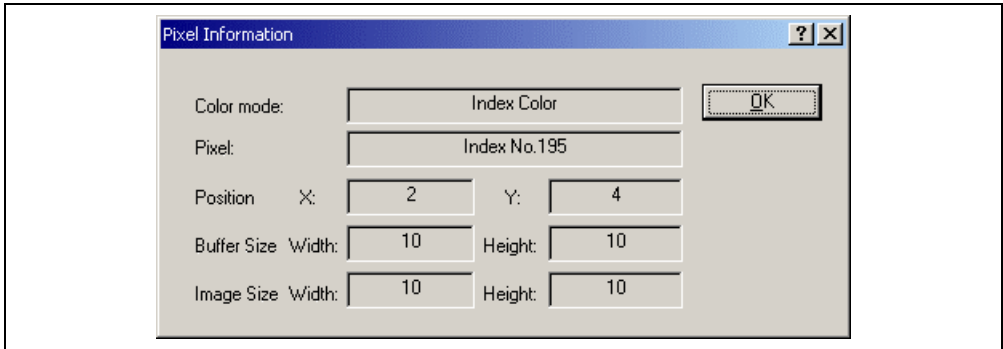 Pixel Information
Color mode: Index Color OK
Pixel: Index No.195
Position X: 2 Y: 4
Buffer Size Width: 10 Height: 10
Image Size Width: 10 Height: 10